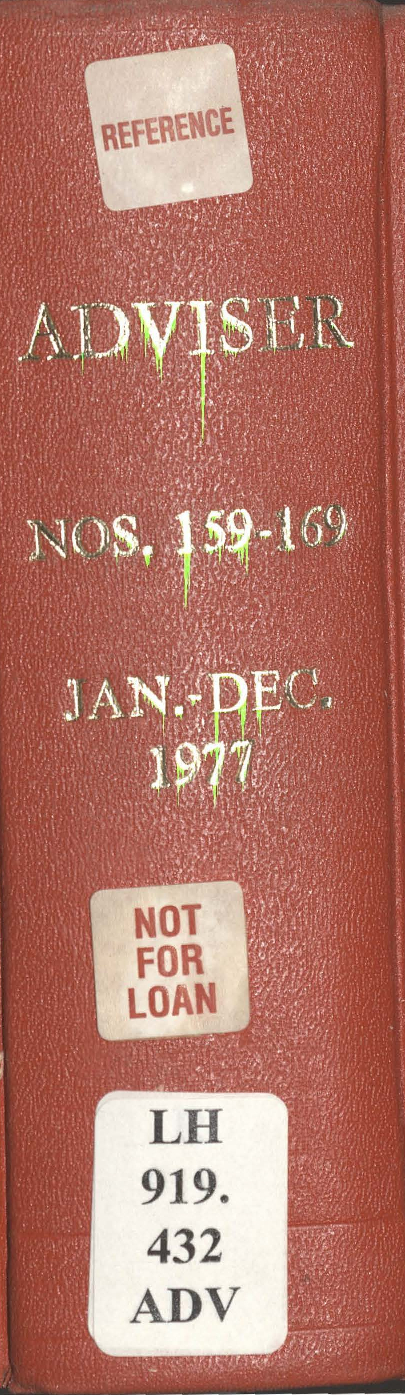 REFERENCE
ADVISER
NOS. 159-169
JAN.-DEC.
1977
NOT
FOR
LOAN
LH
919.
432
ADV